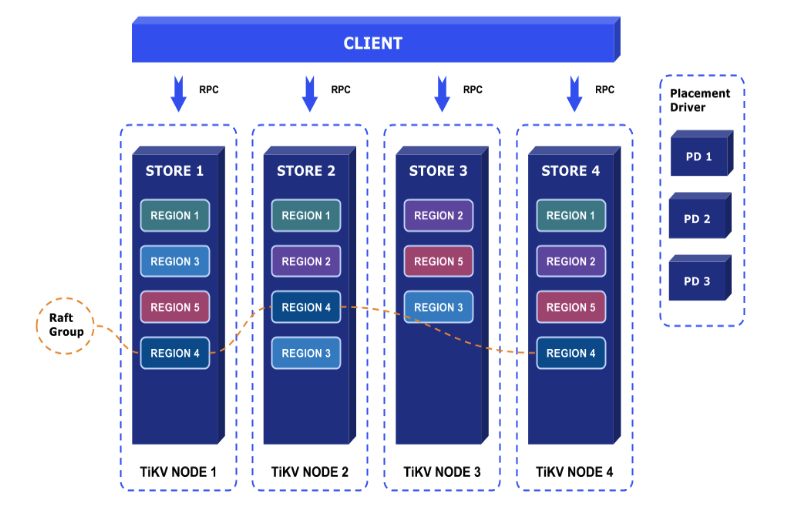 CLIENT
RPC
RPC
RPC
RPC
Placement
Driver
PD 1
PD 2
PD 3
STORE 1
REGION 1
REGION 3
REGION 5
REGION 4
TiKV NODE 1
STORE 2
REGION 1
REGION 2
REGION 4
REGION 3
TiKV NODE 2
STORE 3
REGION 2
REGION 5
REGION 3
TiKV NODE 3
STORE 4
REGION 1
REGION 2
REGION 5
REGION 4
TiKV NODE 4
Raft
Group